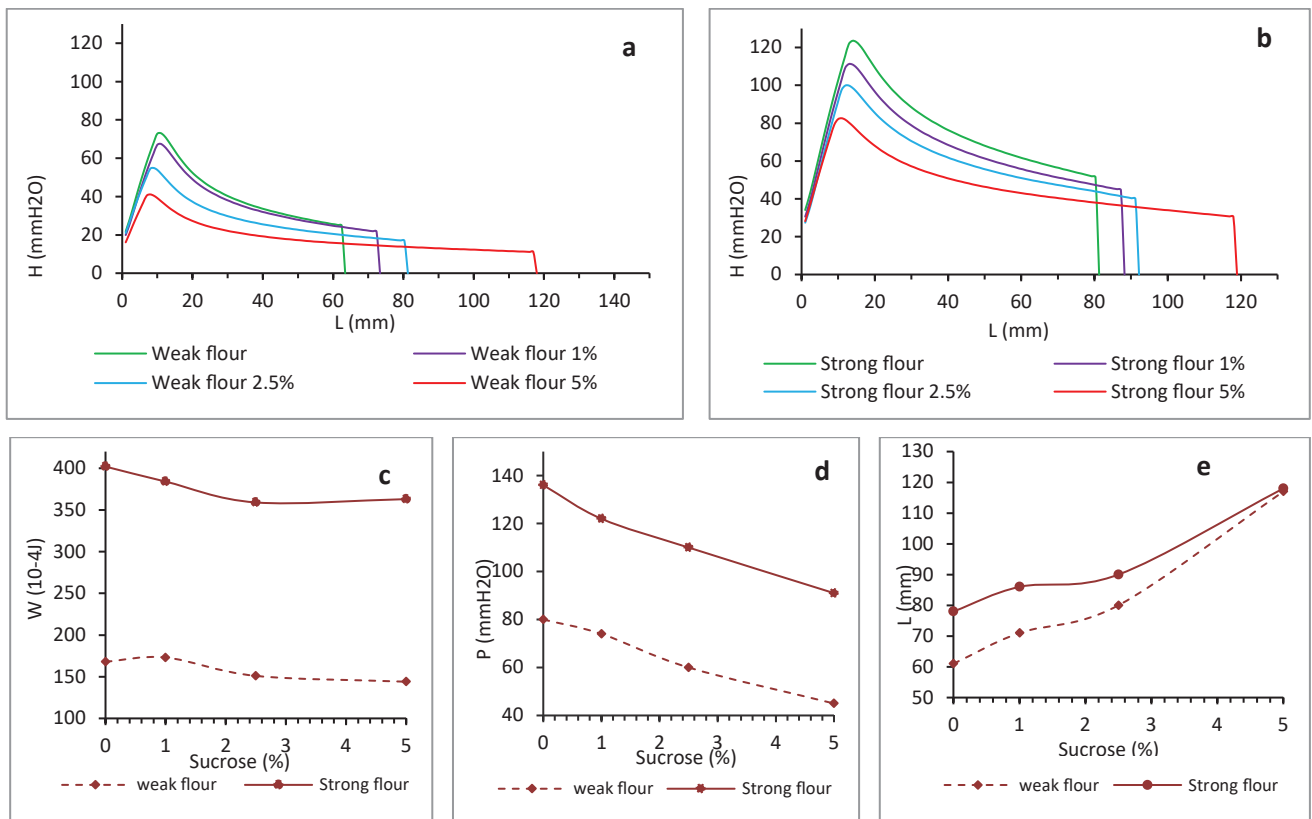 a
H (mmH2O)
120
100
80
60
40
20
0
0 20 40 60 80 100 120 140
L (mm)
Weak flour Weak flour 1%
Weak flour 2.5% Weak flour 5%
b
H (mmH2O)
120
100
80
60
40
20
0
0 20 40 60 80 100 120
L (mm)
Strong flour Strong flour 1%
Strong flour 2.5% Strong flour 5%
c
W (10-4J)
400
350
300
250
200
150
100
0 1 2 3 4 5
Sucrose (%)
weak flour Strong flour
d
P (mmH2O)
140
120
100
80
60
40
0 1 2 3 4 5
Sucrose (%)
weak flour Strong flour
e
L (mm)
130
120
110
100
90
80
70
60
50
0 1 2 3 4 5
Sucrose (%)
weak flour Strong flour